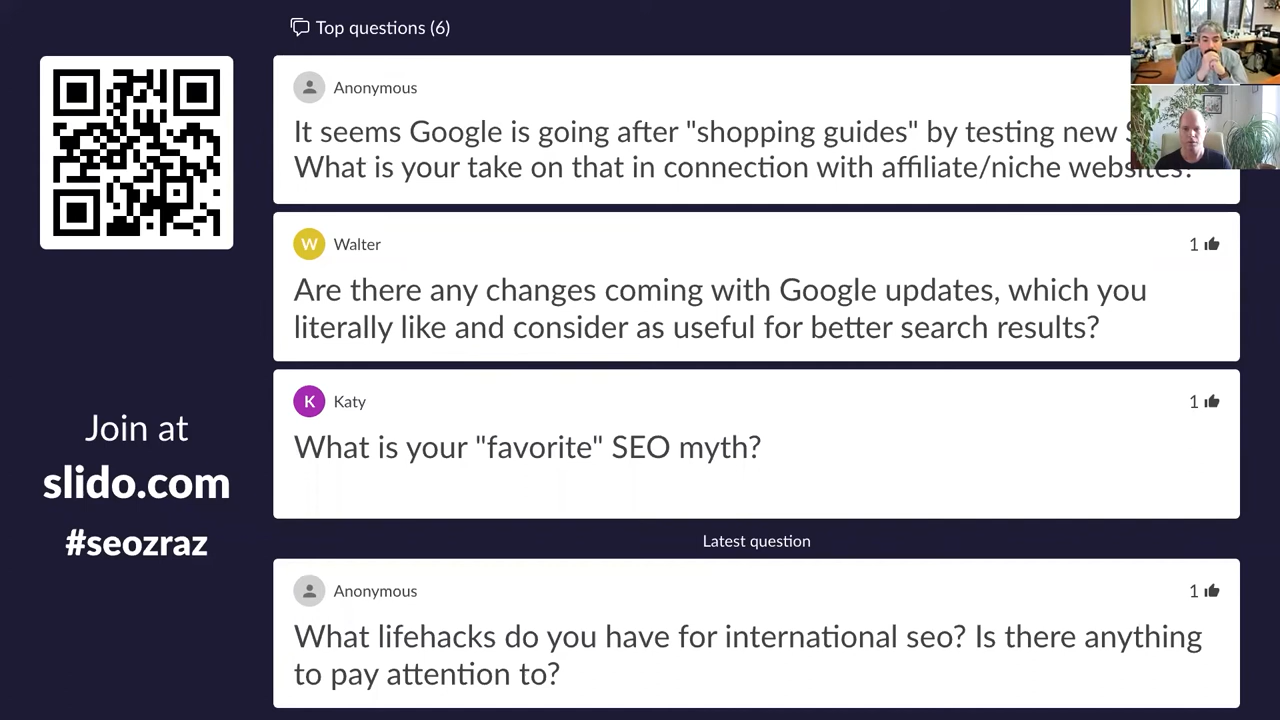 Top questions (6)
Anonymous
It seems Google is going after "shopping guides" by testing new
What is your take on that in connection with affiliate/niche websites?
W Walter 1
Are there any changes coming with Google updates, which you
literally like and consider as useful for better search results?
K Katy 1
What is your "favorite" SEO myth?
Join at
slido.com
#seozraz
Latest question
Anonymous 1
What lifehacks do you have for international seo? Is there anything
to pay attention to?